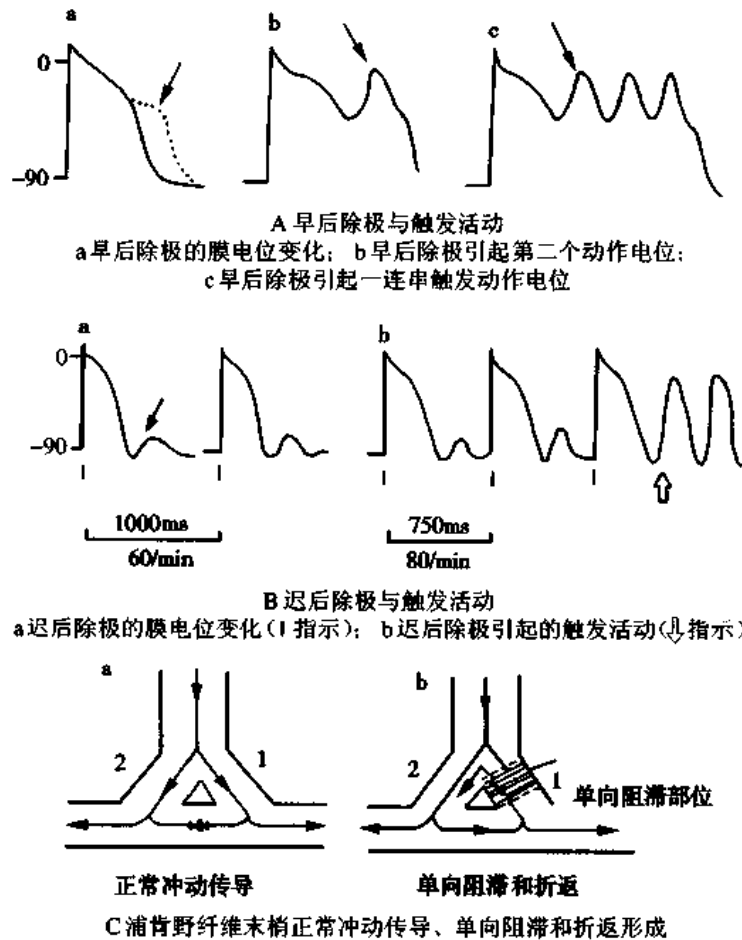 a
b
c
0
-90
A 早后除极与触发活动
a早后除极的膜电位变化; b早后除极引起第二个动作电位;
c早后除极引起一连串触发动作电位
a
b
0
-90
1000ms
750ms
60/min
80/min
B 迟后除极与触发活动
a迟后除极的膜电位变化(I 指示); b迟后除极引起的触发活动(⇩指示)
a
b
2
1
2
1
单向阻滞部位
正常冲动传导
单向阻滞和折返
C浦肯野纤维末梢正常冲动传导、单向阻滞和折返形成